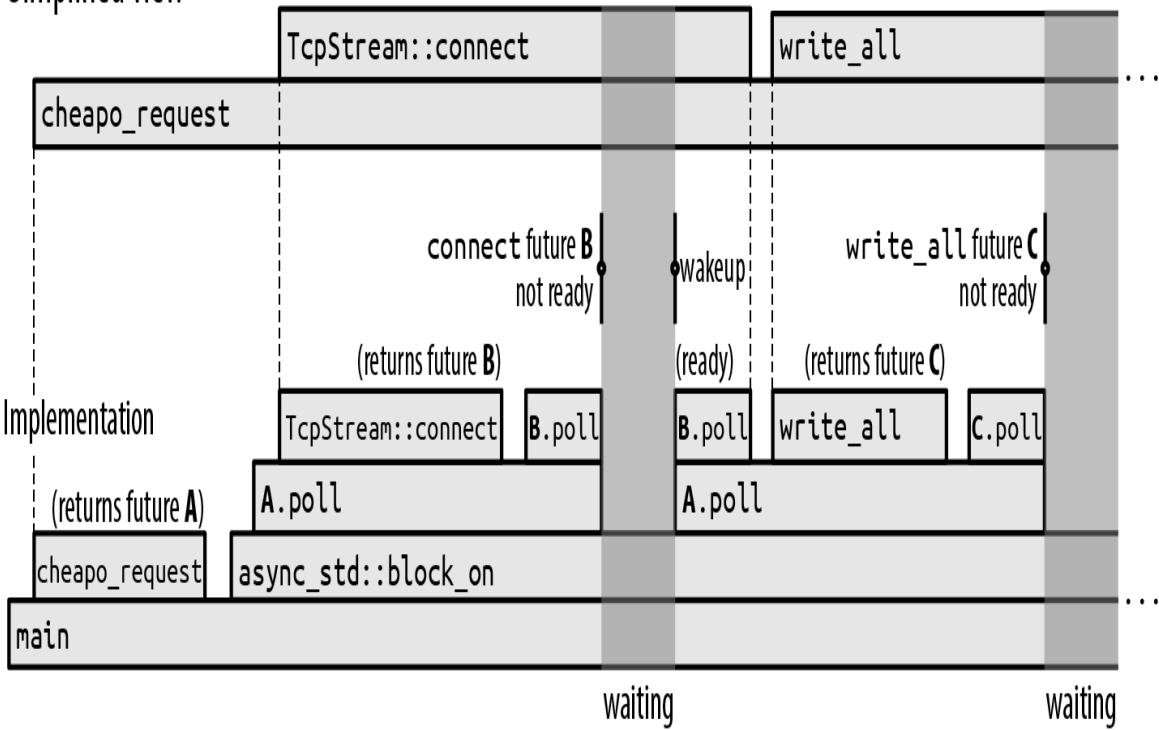 TcpStream::connect
write_all
...
cheapo_request
connect future B
not ready
wakeup
write_all future C
not ready
(returns future B)
(ready)
(returns future C)
Implementation
TcpStream::connect
B.poll
B.poll
write_all
C.poll
(returns future A)
A.poll
A.poll
cheapo_request
async_std::block_on
...
main
waiting
waiting